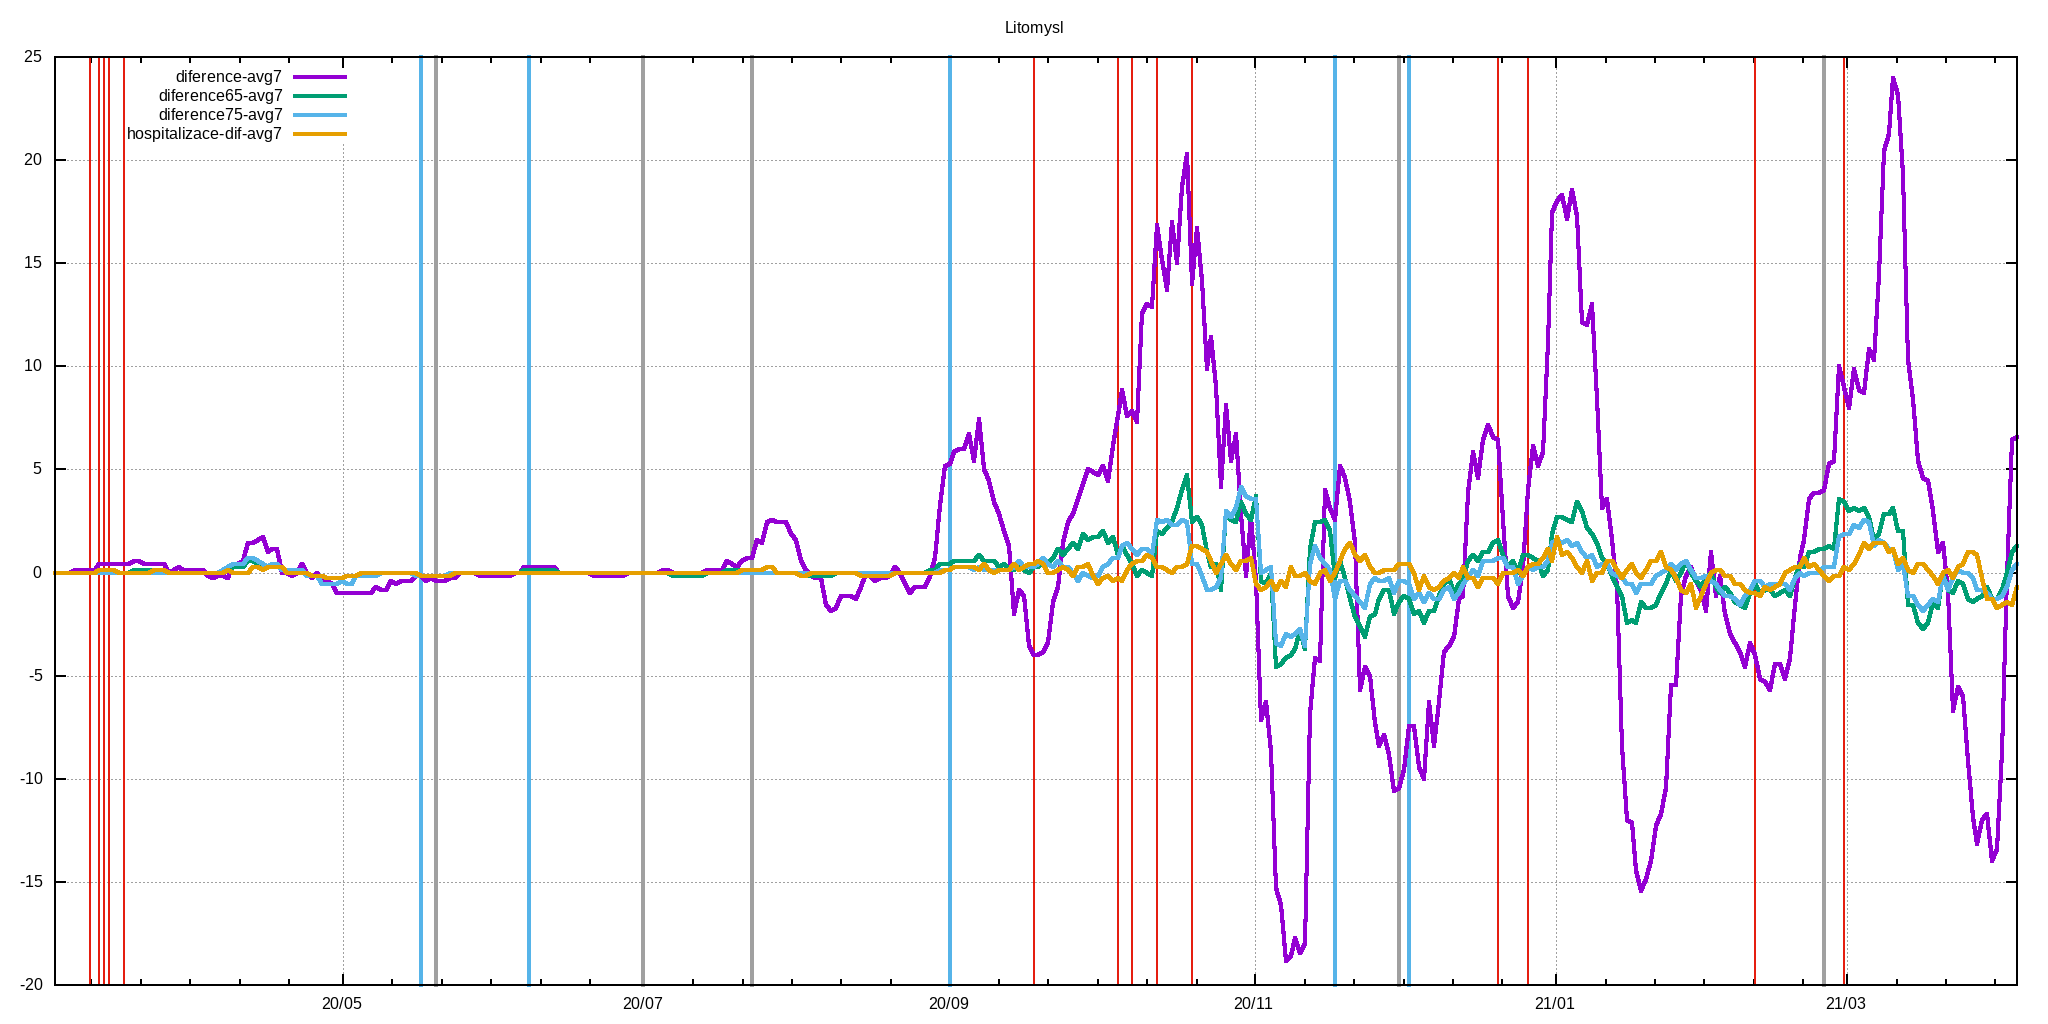 Litomysl
25
diference-avg7
diference65-avg7
diference75-avg7
hospitalizace-dif-avg7
20
15
10
5
0
-5
-10
-15
-20
20/05 20/07 20/09 20/11 21/01 21/03